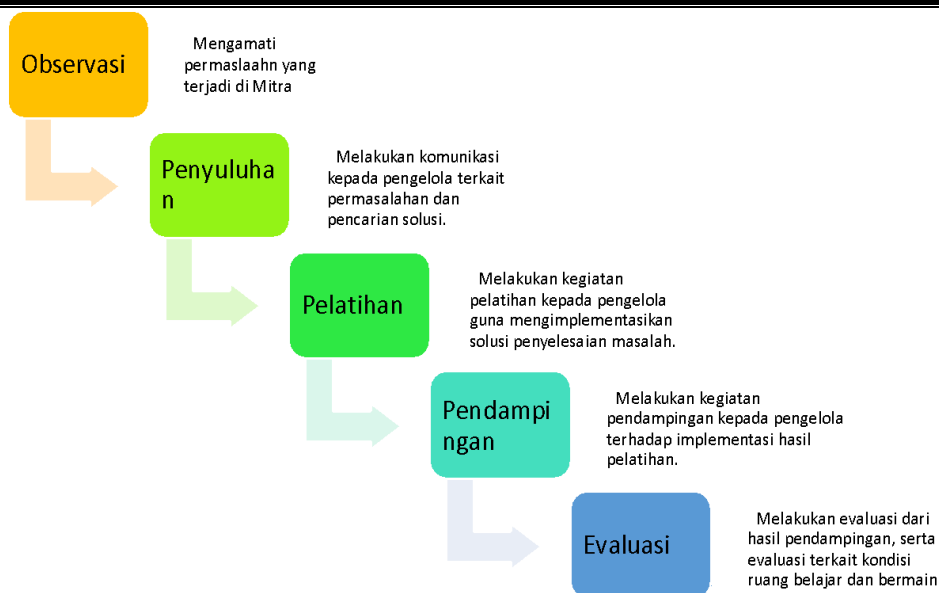 Observasi
Mengamati
permaslaahn yang
terjadi di Mitra
Penyuluha
n
Melakukan komunikasi
kepada pengelola terkait
permasalahan dan
pencarian solusi.
Pelatihan
Melakukan kegiatan
pelatihan kepada pengelola
guna mengimplementasikan
solusi penyelesaian masalah.
Pendampi
ngan
Melakukan kegiatan
pendampingan kepada pengelola
terhadap implementasi hasil
pelatihan.
Evaluasi
Melakukan evaluasi dari
hasil pendampingan, serta
evaluasi terkait kondisi
ruang belajar dan bermain